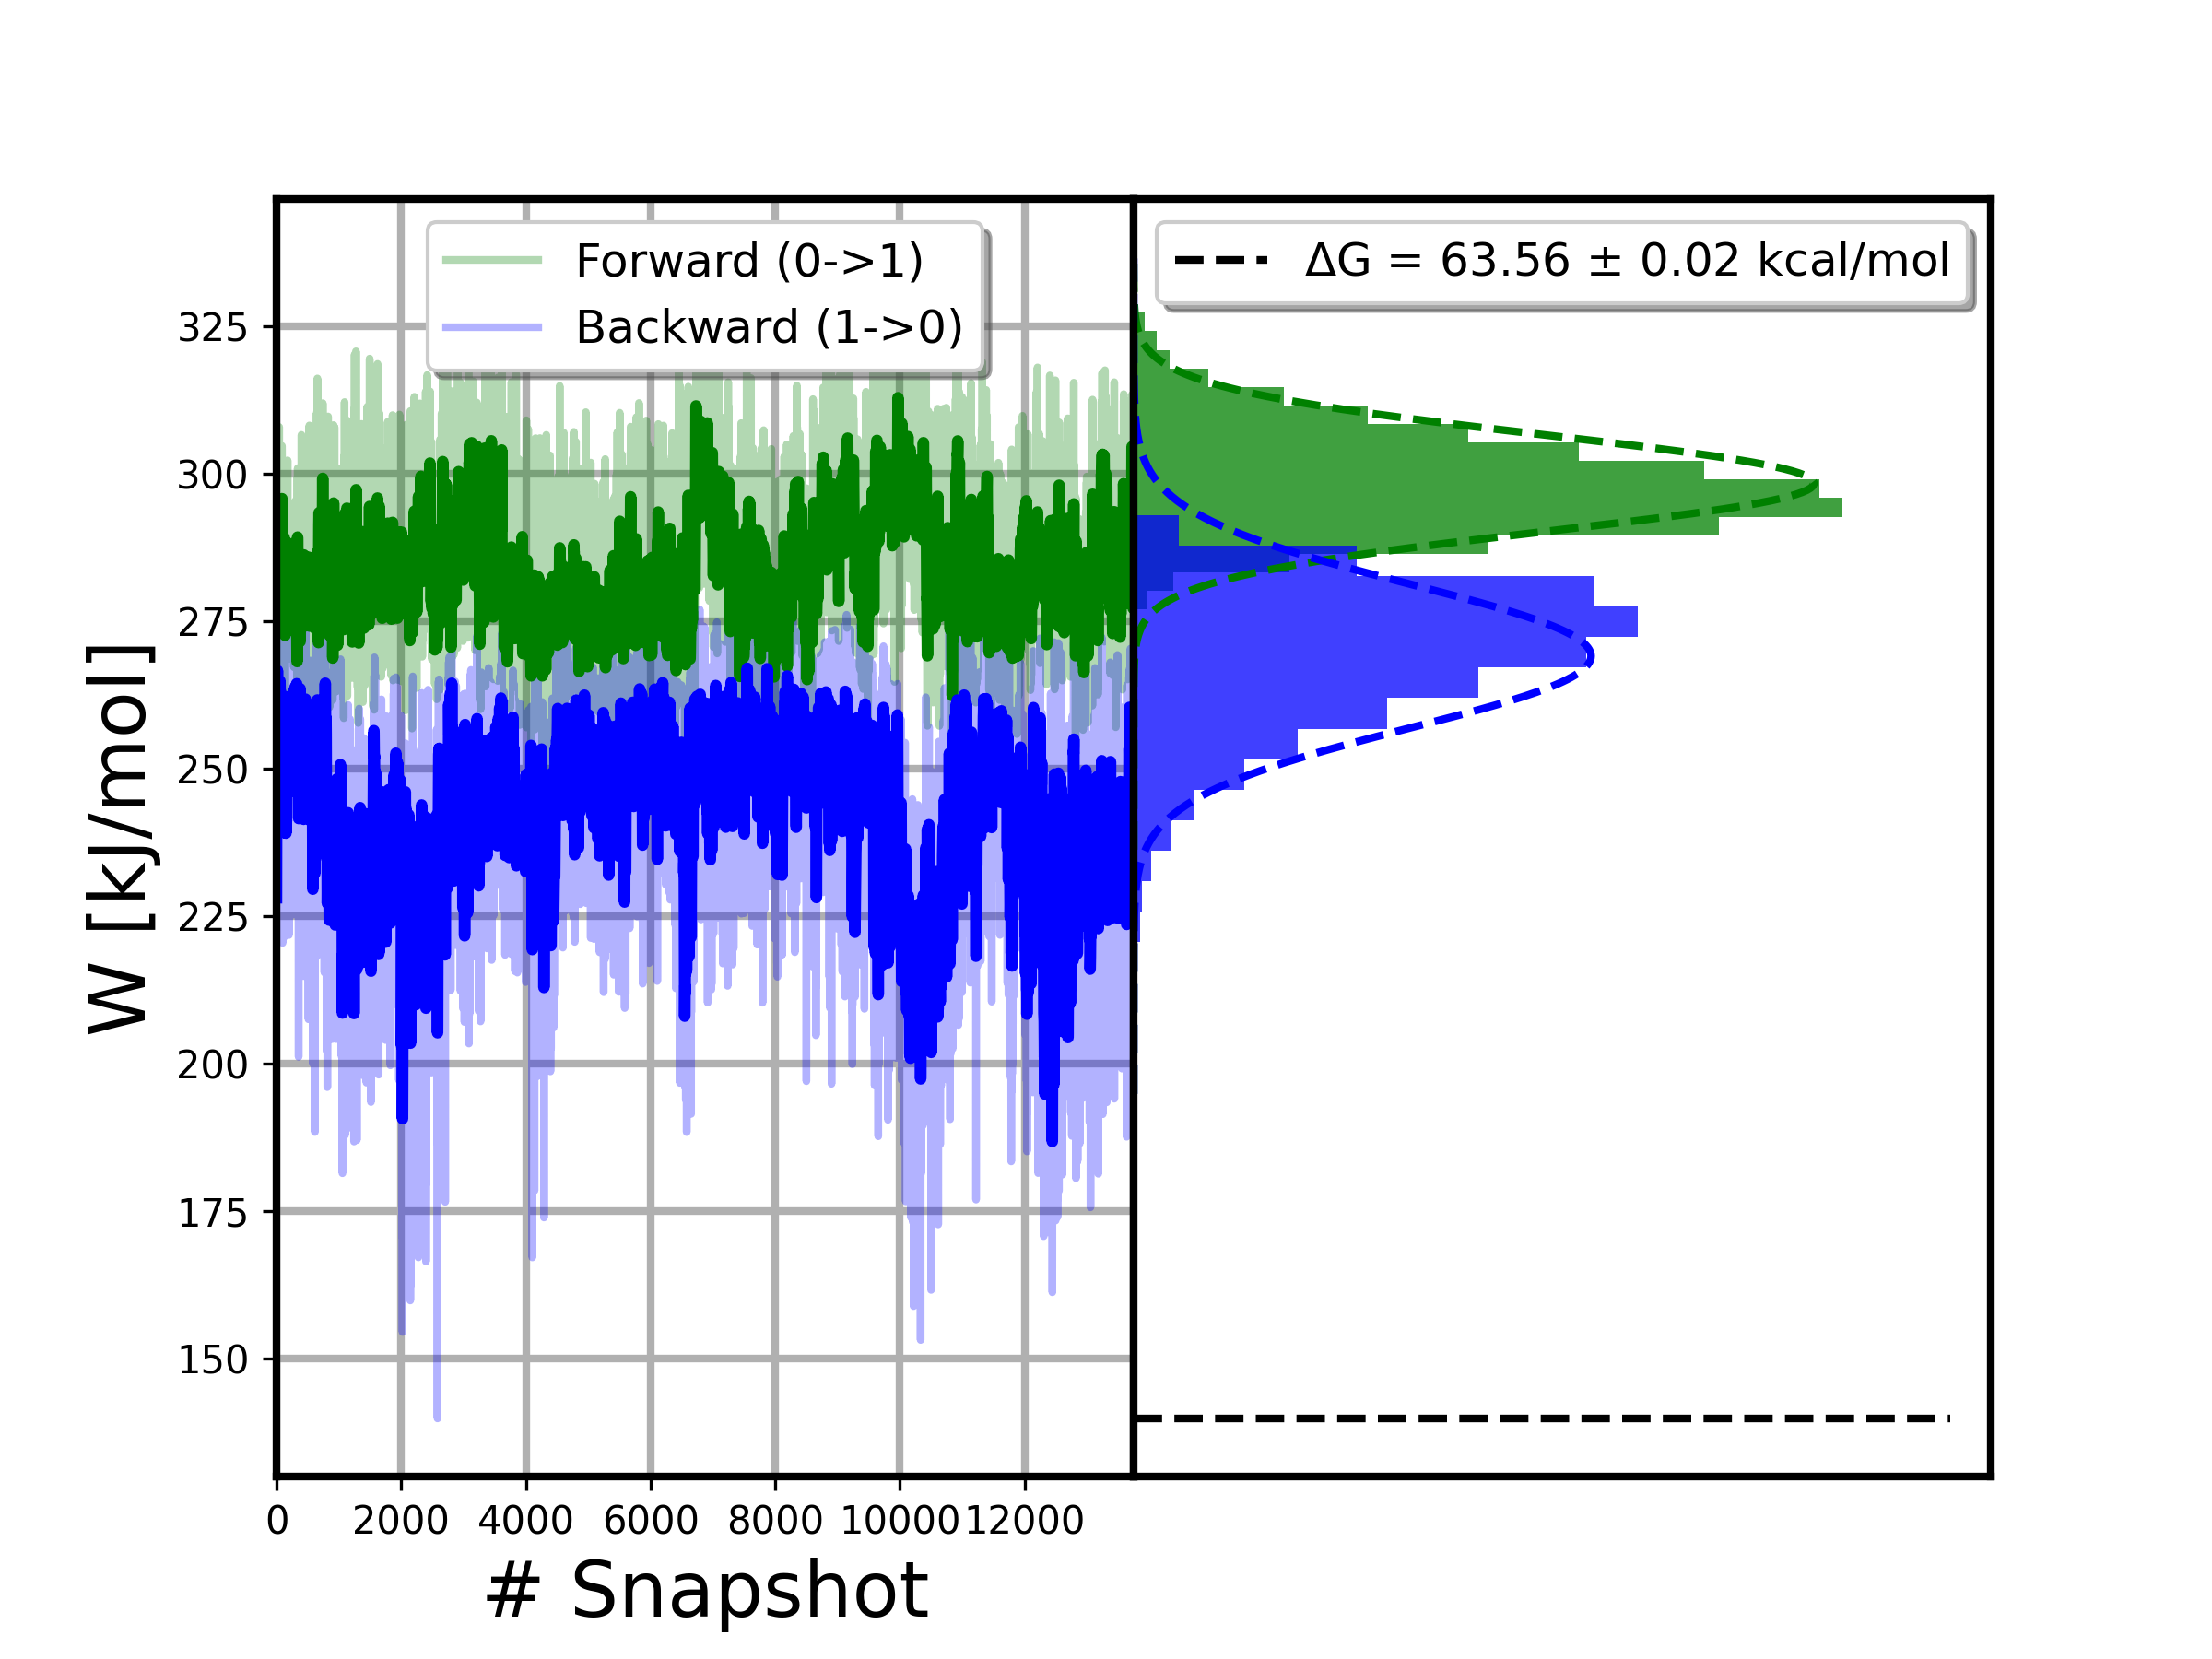 Forward (0->1)
Backward (1->0)
ΔG = 63.56 ± 0.02 kcal/mol
W [kJ/mol]
325
300
275
250
225
200
175
150
0 2000 4000 6000 8000 10000 12000
# Snapshot